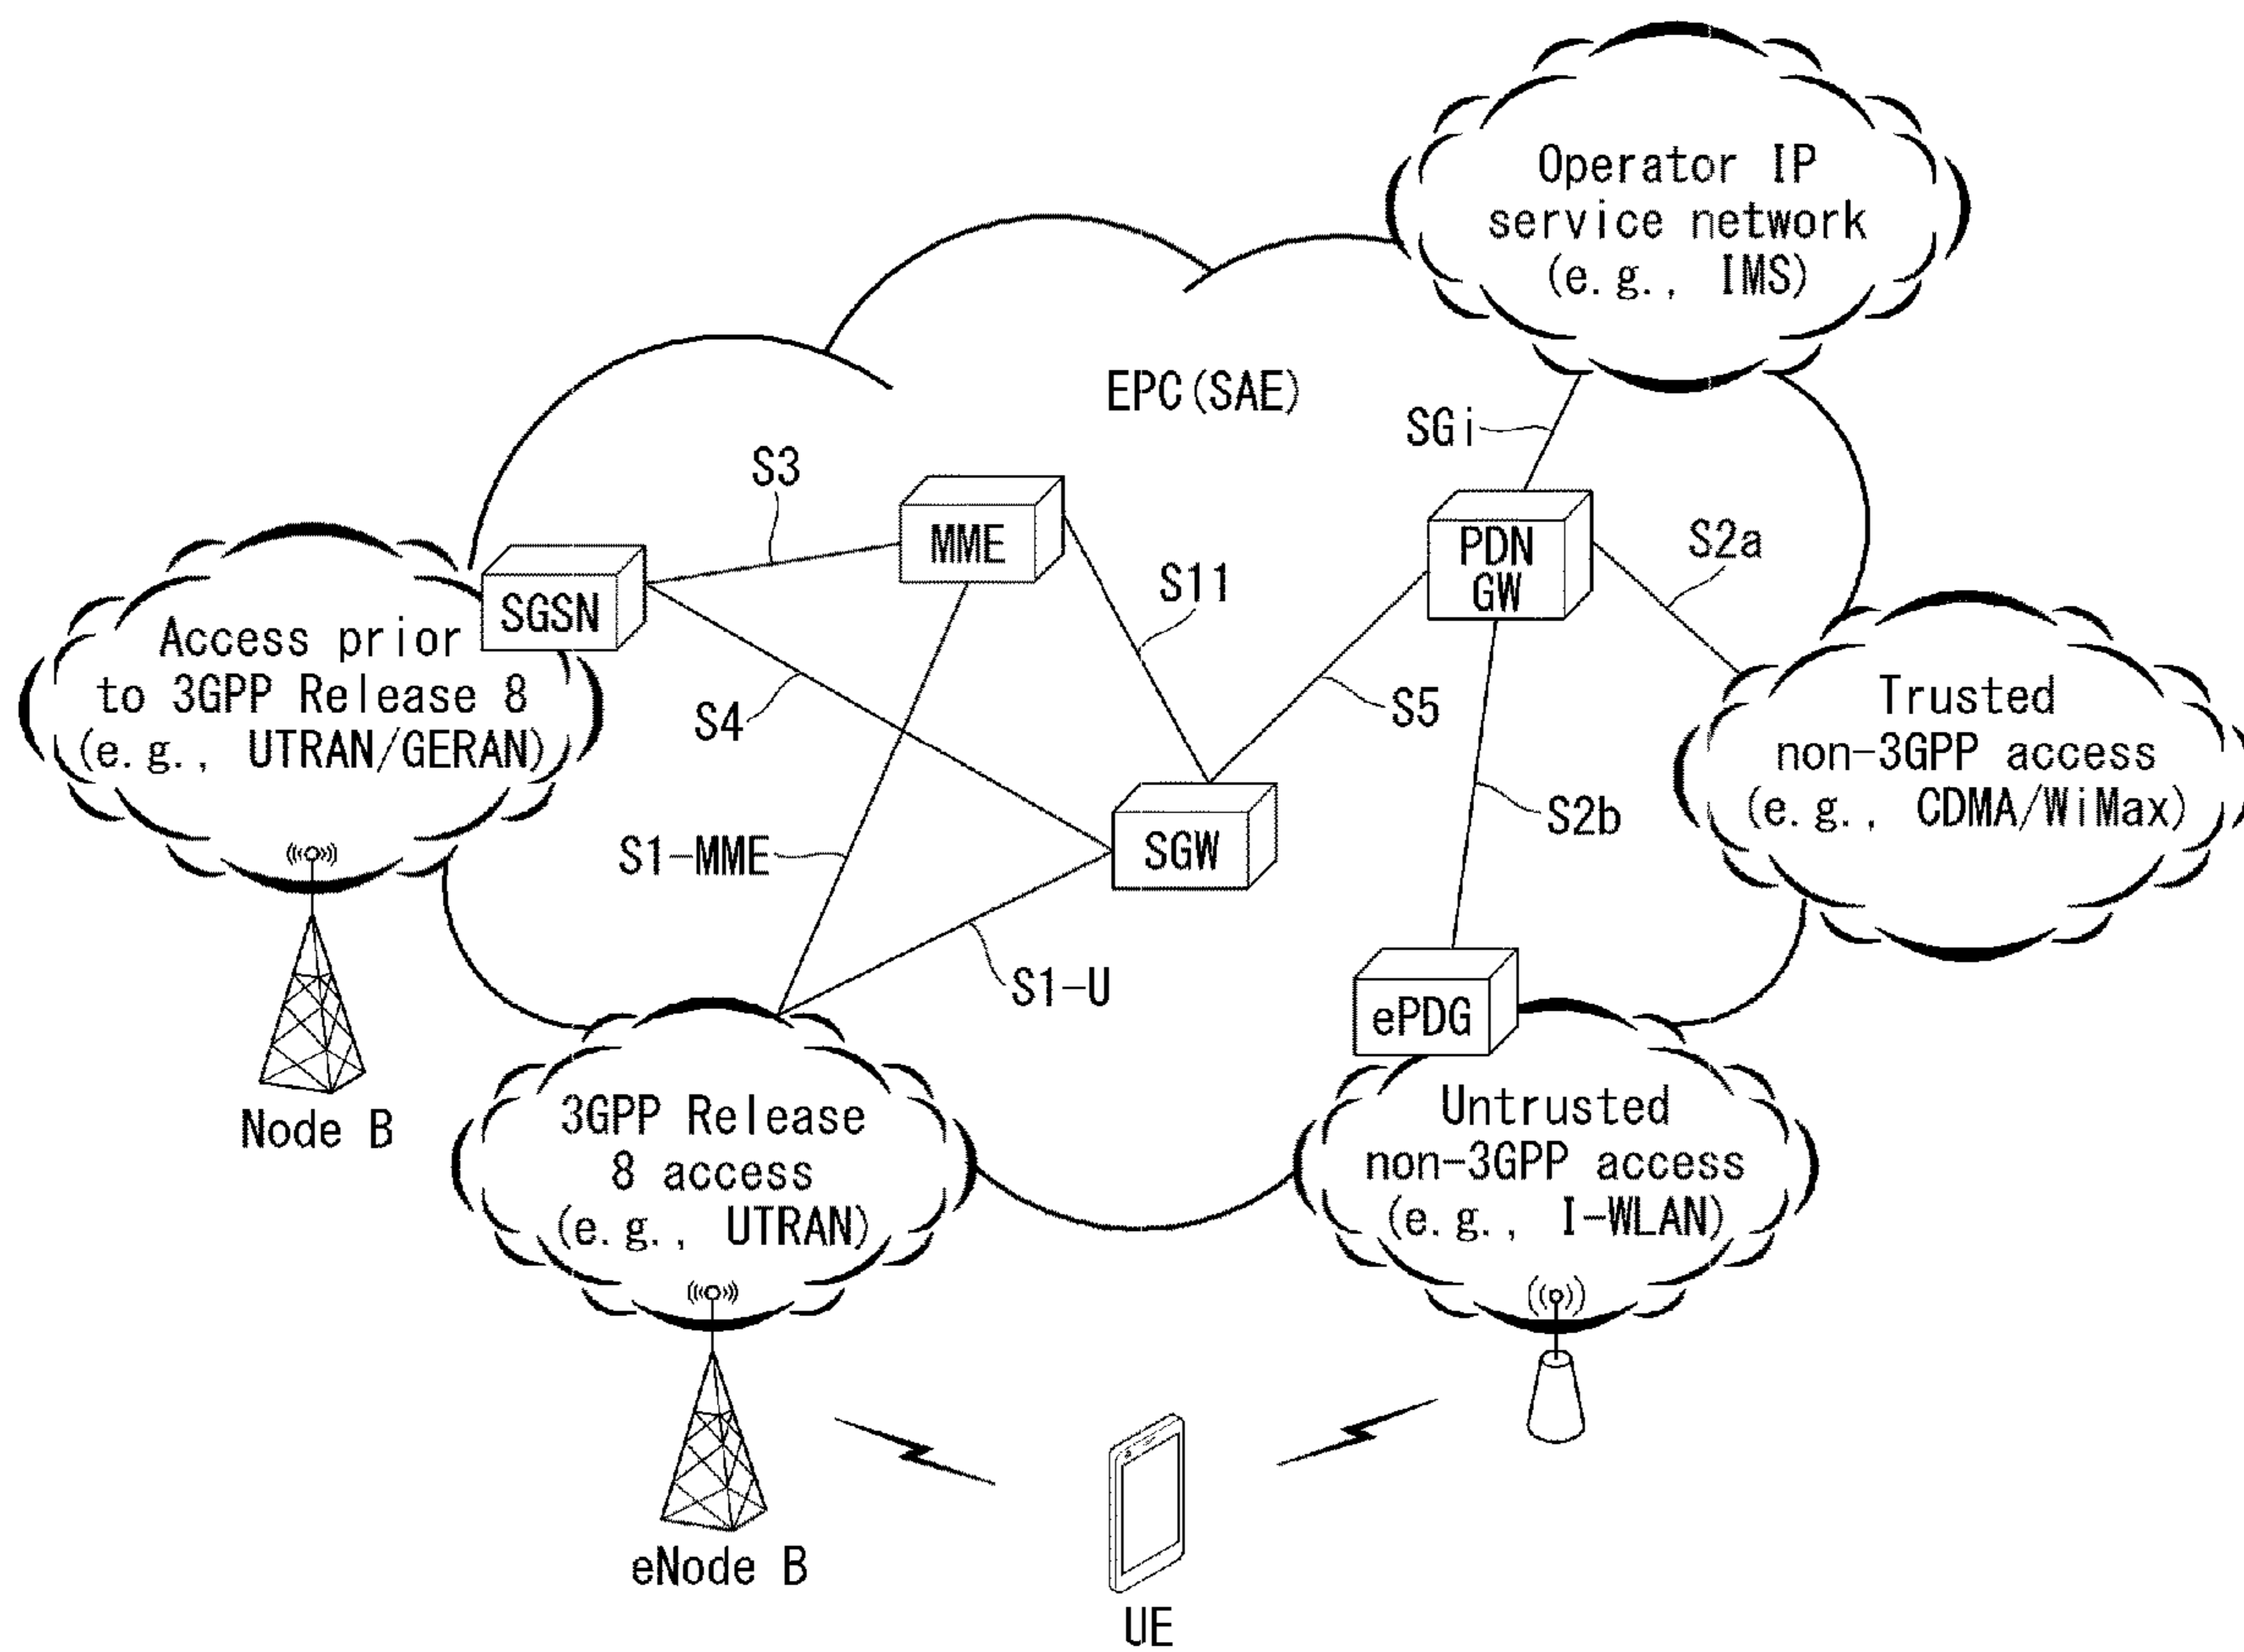 Operator IP
service network
(e.g., IMS)
EPC(SAE)
SGi
S3
MME
PDN
GW
S2a
SGSN
S11
Access prior
to 3GPP Release 8
(e.g., UTRAN/GERAN)
S4
S5
Trusted
non-3GPP access
(e.g., CDMA/WiMax)
S1-MME
SGW
S2b
S1-U
ePDG
Node B
3GPP Release
8 access
(e.g., UTRAN)
Untrusted
non-3GPP access
(e.g., I-WLAN)
eNode B
UE